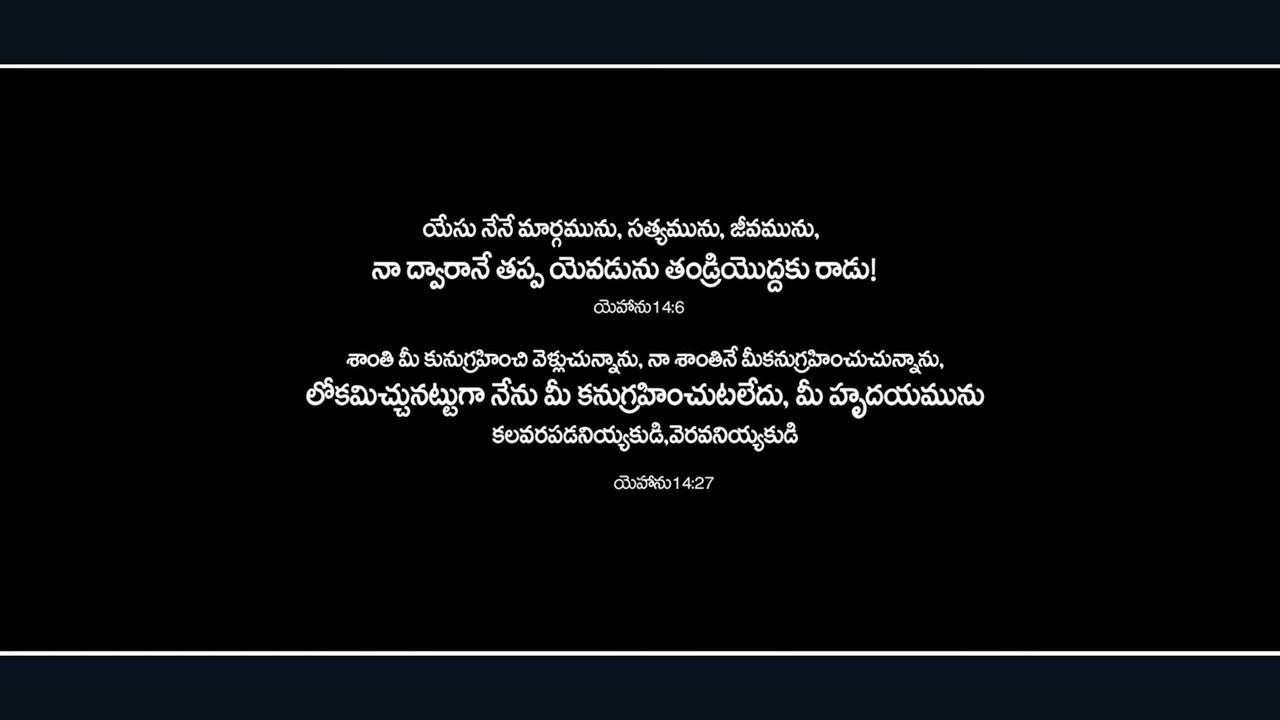 యేసు నేనే మార్గమును, సత్యమును, జీవమును,
నా ద్వారానే తప్ప యెవడును తండ్రియొద్దకు రాడు!
యెహాను14:6
శాంతి మీ కునుగ్రహించి వెళ్లుచున్నాను, నా శాంతినే మీకనుగ్రహించుచున్నాను,
లోకమిచ్చునట్టుగా నేను మీ కనుగ్రహించుటలేదు, మీ హృదయమును
కలవరపడనియ్యకుడి,వెరవనియ్యకుడి
యెహాను14:27